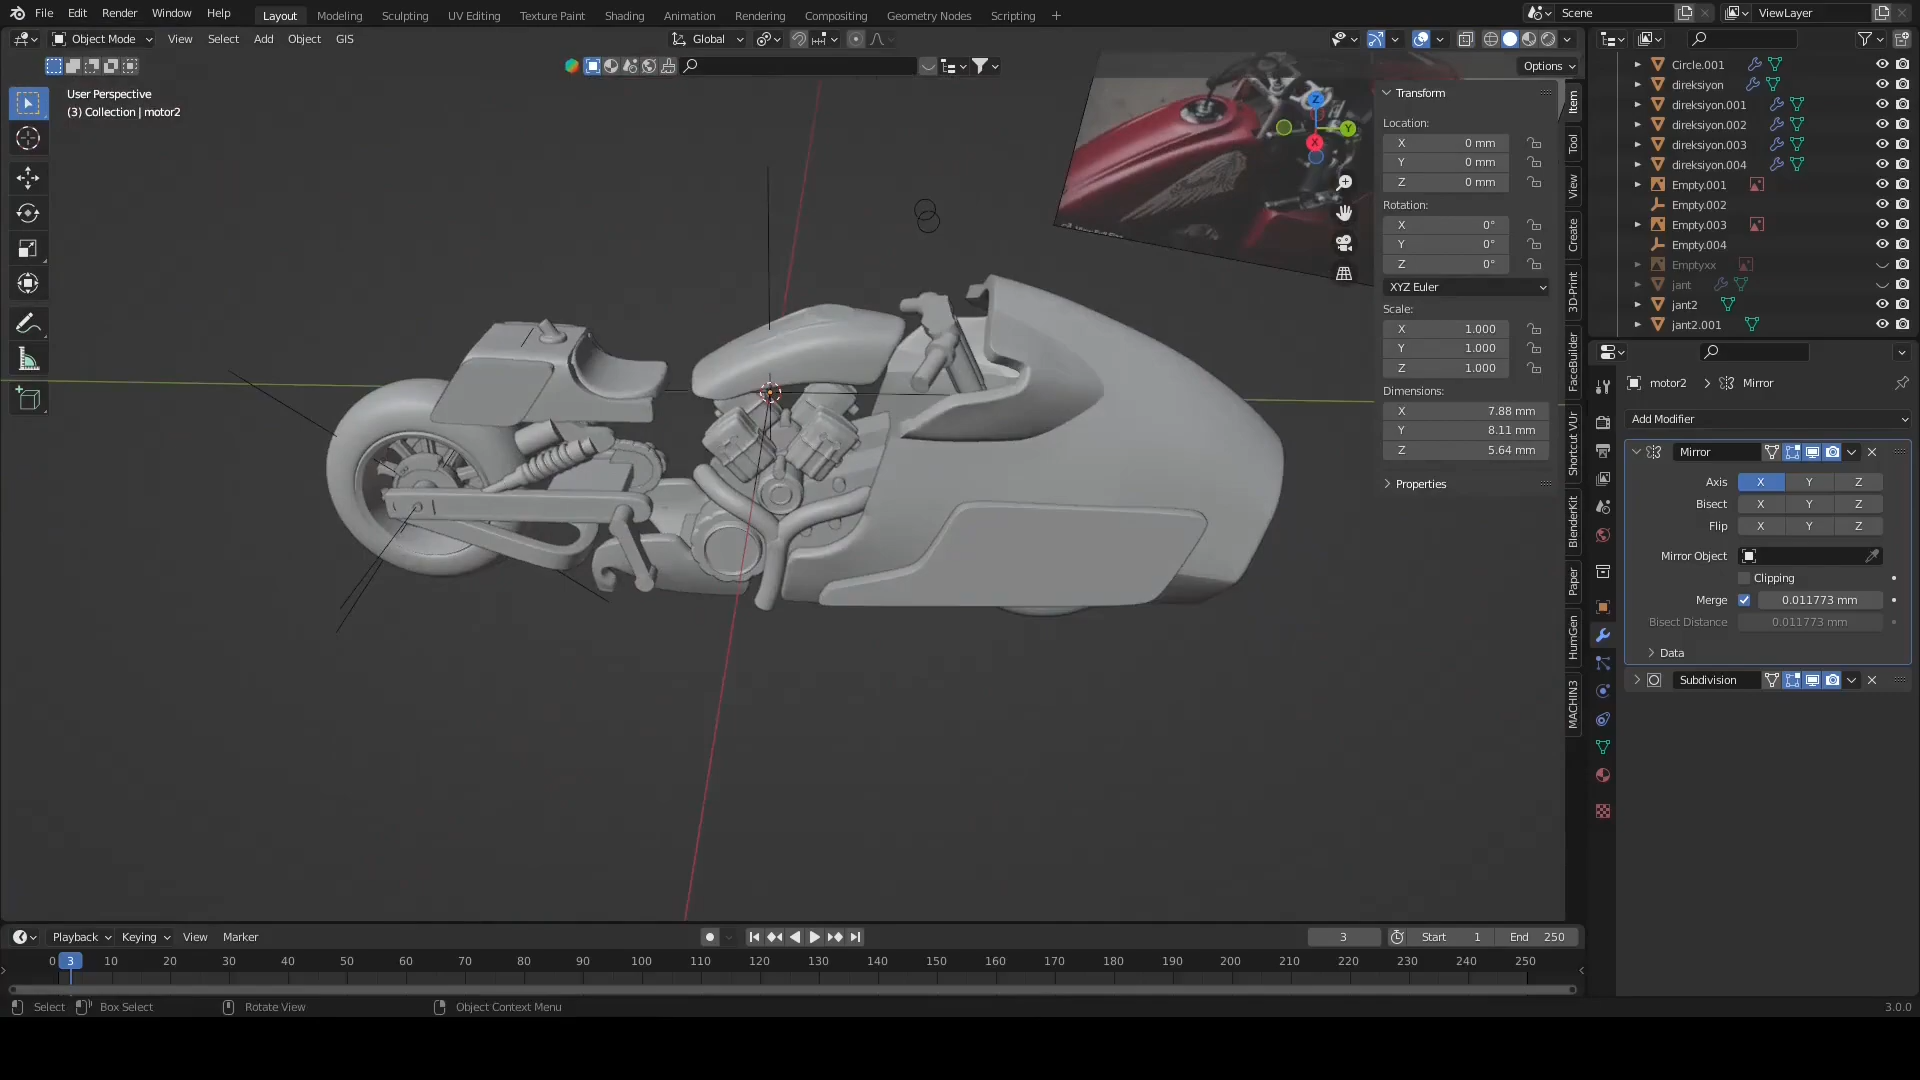 File Edit Render Window Help
Layout Modeling Sculpting UV Editing Texture Paint Shading Animation Rendering Compositing Geometry Nodes Scripting +
Scene
ViewLayer
Object Mode View Select Add Object GIS
Global
Options
User Perspective
(3) Collection | motor2
Z
Y
X
Transform
Location:
X 0 mm
Y 0 mm
Z 0 mm
Rotation:
X 0°
Y 0°
Z 0°
XYZ Euler
Scale:
X 1.000
Y 1.000
Z 1.000
Dimensions:
X 7.88 mm
Y 8.11 mm
Z 5.64 mm
Properties
Item
Tool
View
Create
3D-Print
FaceBuilder
Shortcut VUr
BlenderKit
Paper
HumGen
MACHIN3
Circle.001
direksiyon
direksiyon.001
direksiyon.002
direksiyon.003
direksiyon.004
Empty.001
Empty.002
Empty.003
Empty.004
Emptyxx
jant
jant2
jant2.001
motor2 Mirror
Add Modifier
Mirror
Axis X Y Z
Bisect X Y Z
Flip X Y Z
Mirror Object
Clipping
Merge 0.011773 mm
Bisect Distance 0.011773 mm
Data
Subdivision
Playback Keying View Marker
3
Start 1
End 250
0 3 10 20 30 40 50 60 70 80 90 100 110 120 130 140 150 160 170 180 190 200 210 220 230 240 250
Select Box Select Rotate View Object Context Menu
3.0.0